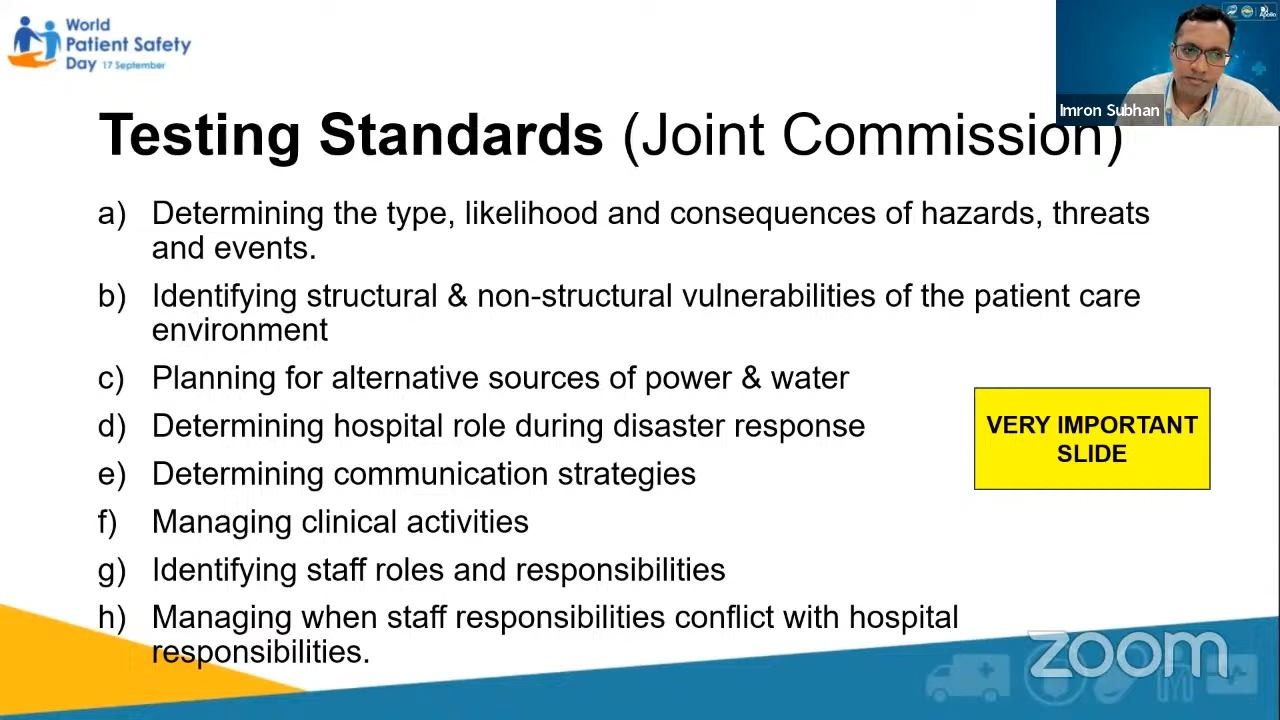 World
Patient Safety
Day 17 September
Apollo
Imron Subhan
Testing Standards (Joint Commission)
a) Determining the type, likelihood and consequences of hazards, threats
and events.
b) Identifying structural & non-structural vulnerabilities of the patient care
environment
c) Planning for alternative sources of power & water
d) Determining hospital role during disaster response
e) Determining communication strategies
f) Managing clinical activities
g) Identifying staff roles and responsibilities
h) Managing when staff responsibilities conflict with hospital
responsibilities.
VERY IMPORTANT
SLIDE
zoom